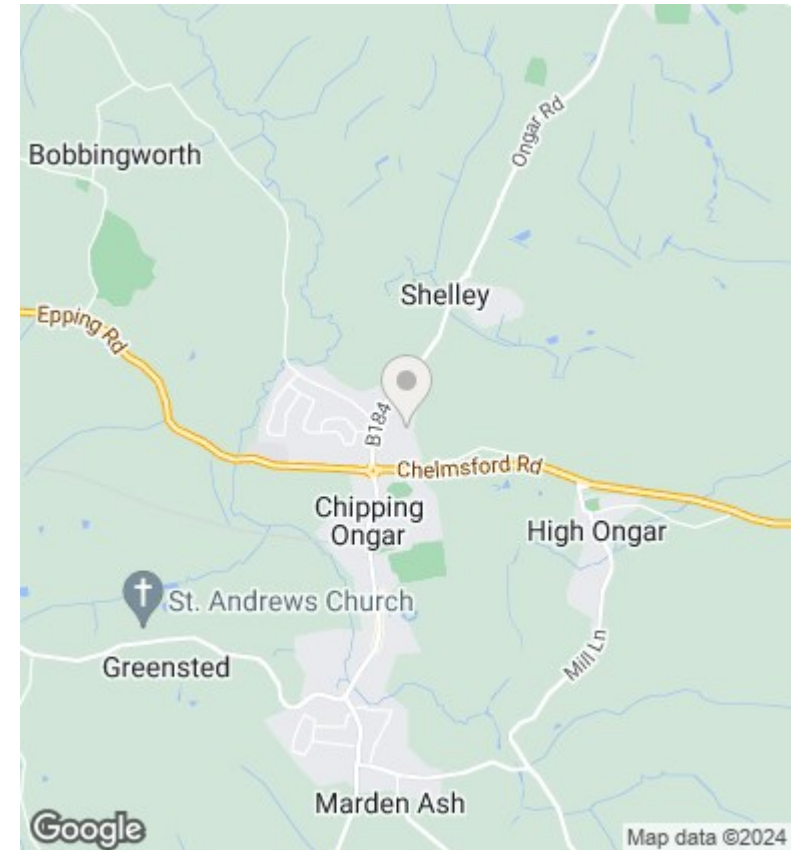 Ongar Rd
Bobbingworth
Shelley
Epping Rd
B184
Chelmsford Rd
Chipping
Ongar
High Ongar
St. Andrews Church
Mill Ln
Greensted
Marden Ash
Google
Map data ©2024